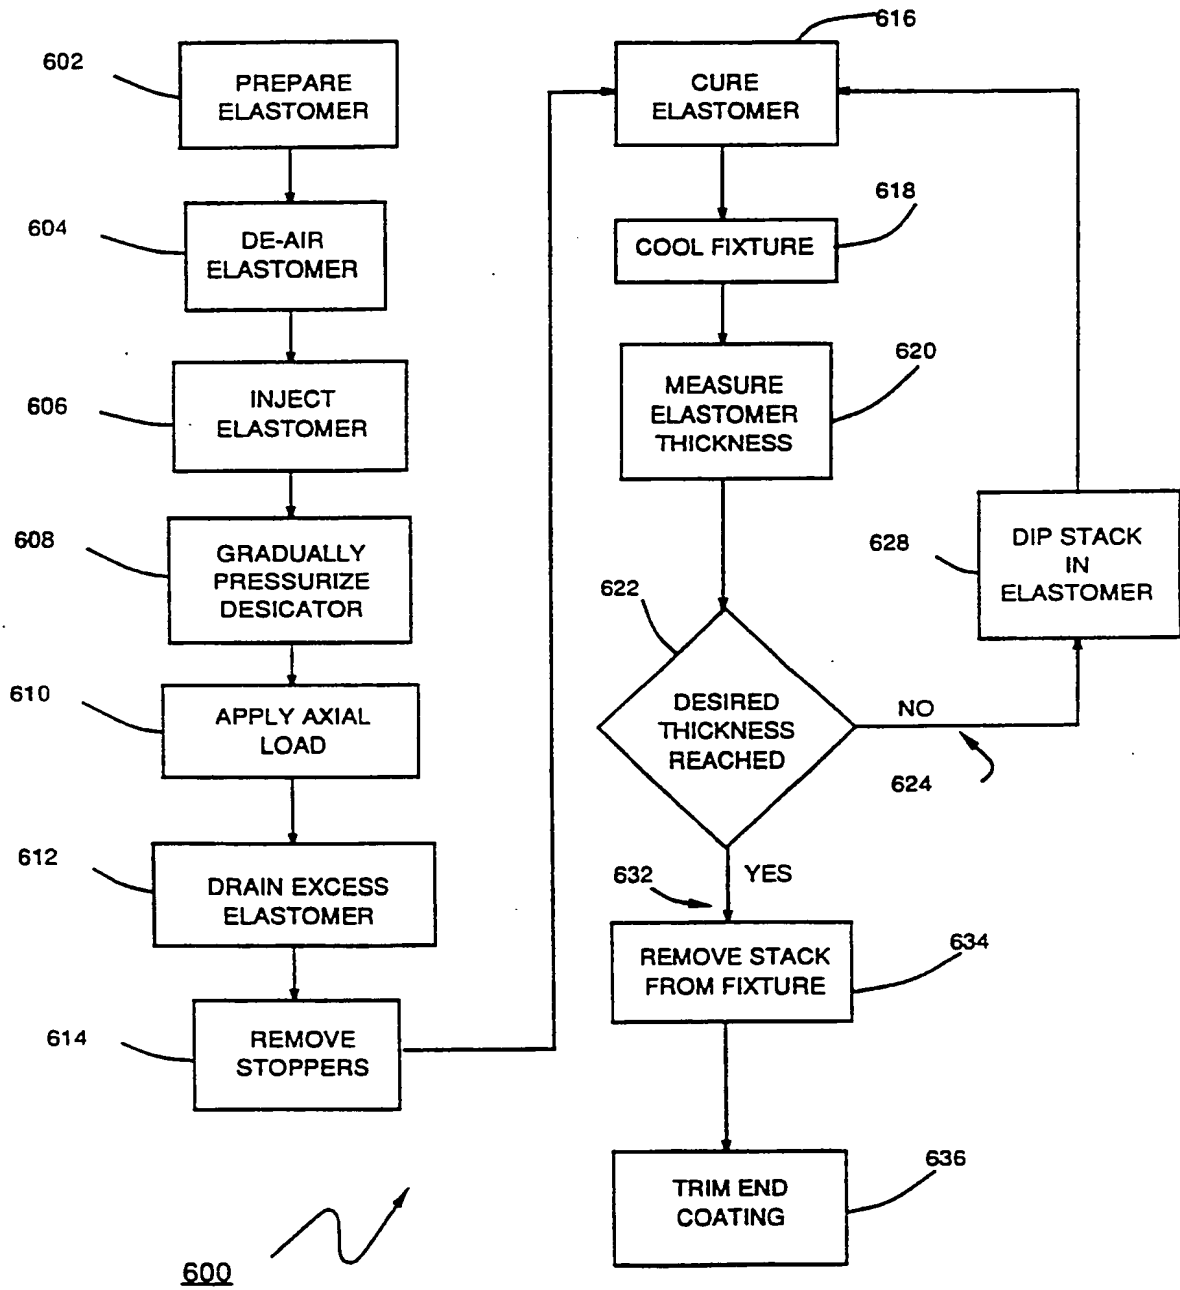 602
PREPARE
ELASTOMER
604
DE-AIR
ELASTOMER
606
INJECT
ELASTOMER
608
GRADUALLY
PRESSURIZE
DESICATOR
610
APPLY AXIAL
LOAD
612
DRAIN EXCESS
ELASTOMER
614
REMOVE
STOPPERS
616
CURE
ELASTOMER
618
COOL FIXTURE
620
MEASURE
ELASTOMER
THICKNESS
622
DESIRED
THICKNESS
REACHED
NO
624
628
DIP STACK
IN
ELASTOMER
YES
632
634
REMOVE STACK
FROM FIXTURE
636
TRIM END
COATING
600